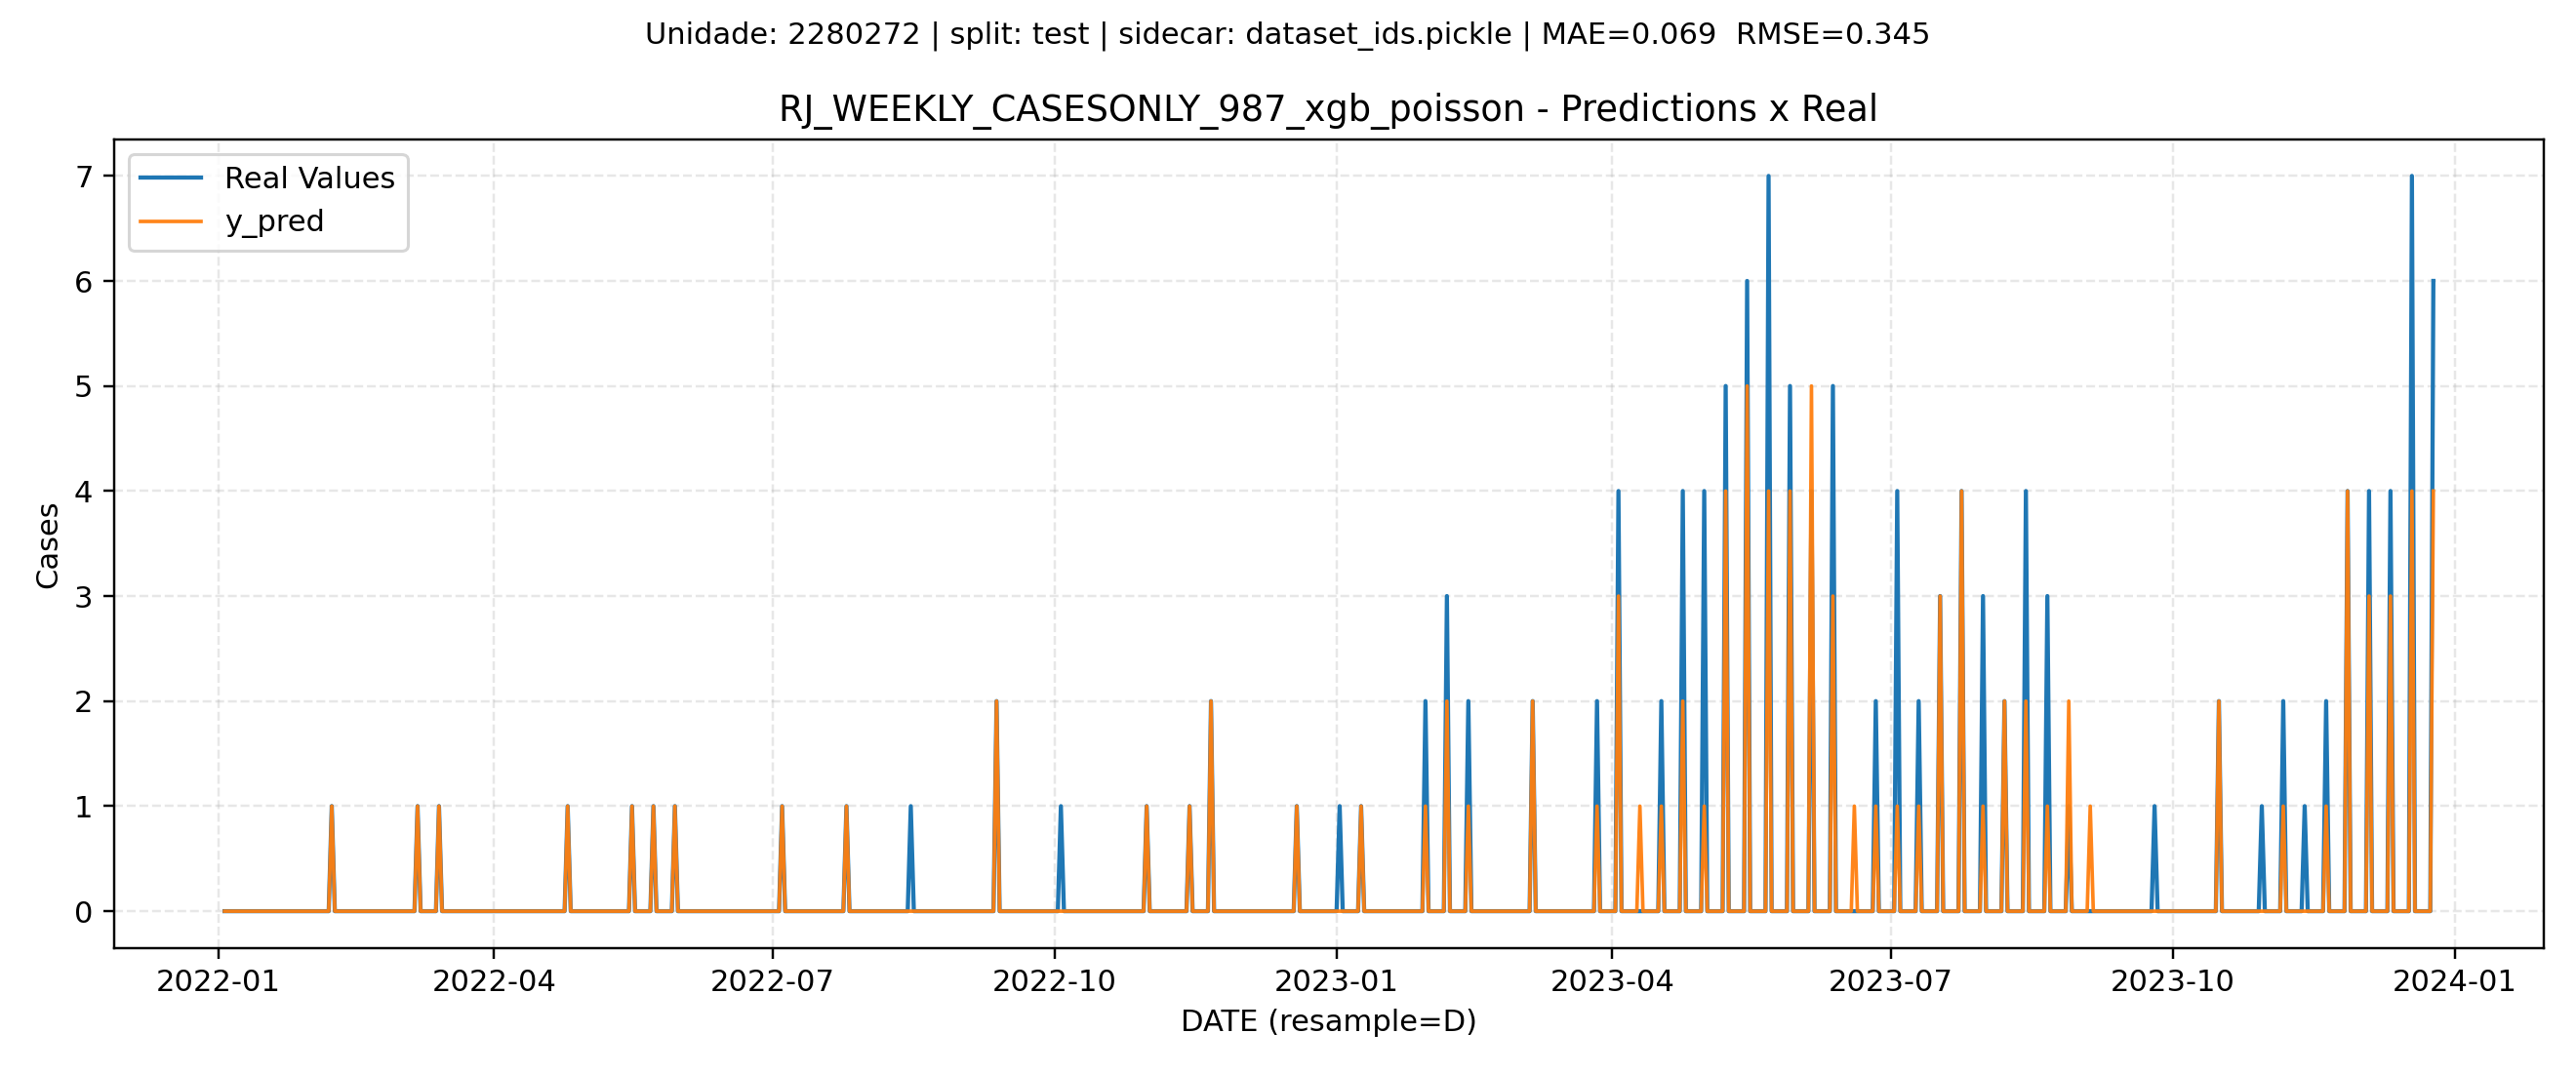 Unidade: 2280272 | split: test | sidecar: dataset_ids.pickle | MAE=0.069  RMSE=0.345
RJ_WEEKLY_CASESONLY_987_xgb_poisson - Predictions x Real
Real Values
y_pred
7
6
5
4
3
2
1
0
Cases
2022-01
2022-04
2022-07
2022-10
2023-01
2023-04
2023-07
2023-10
2024-01
DATE (resample=D)